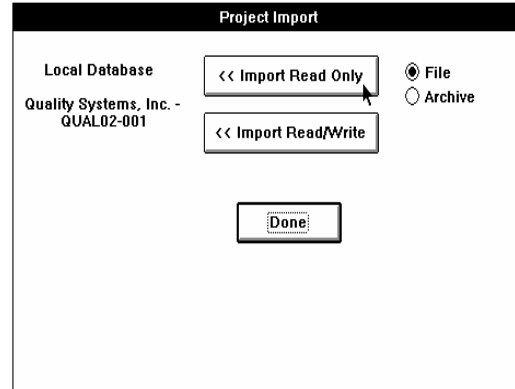 Project Import
Local Database
Quality Systems, Inc. -
QUAL02-001
<< Import Read Only
<< Import Read/Write
File
Archive
Done